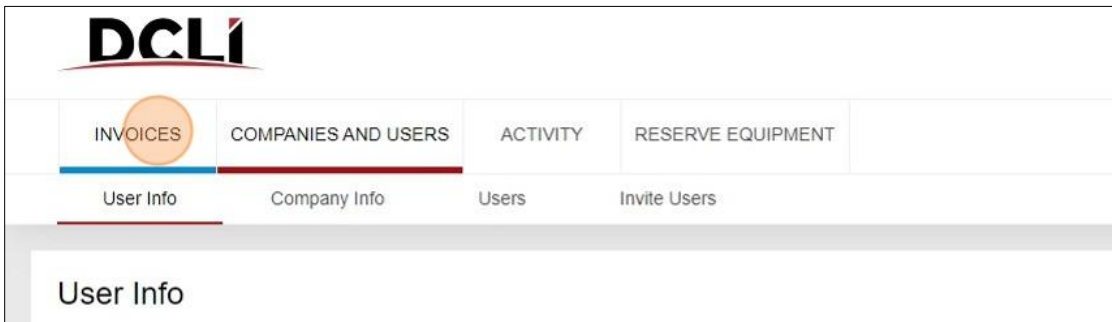 DCLI
INVOICES COMPANIES AND USERS ACTIVITY RESERVE EQUIPMENT
User Info Company Info Users Invite Users
User Info